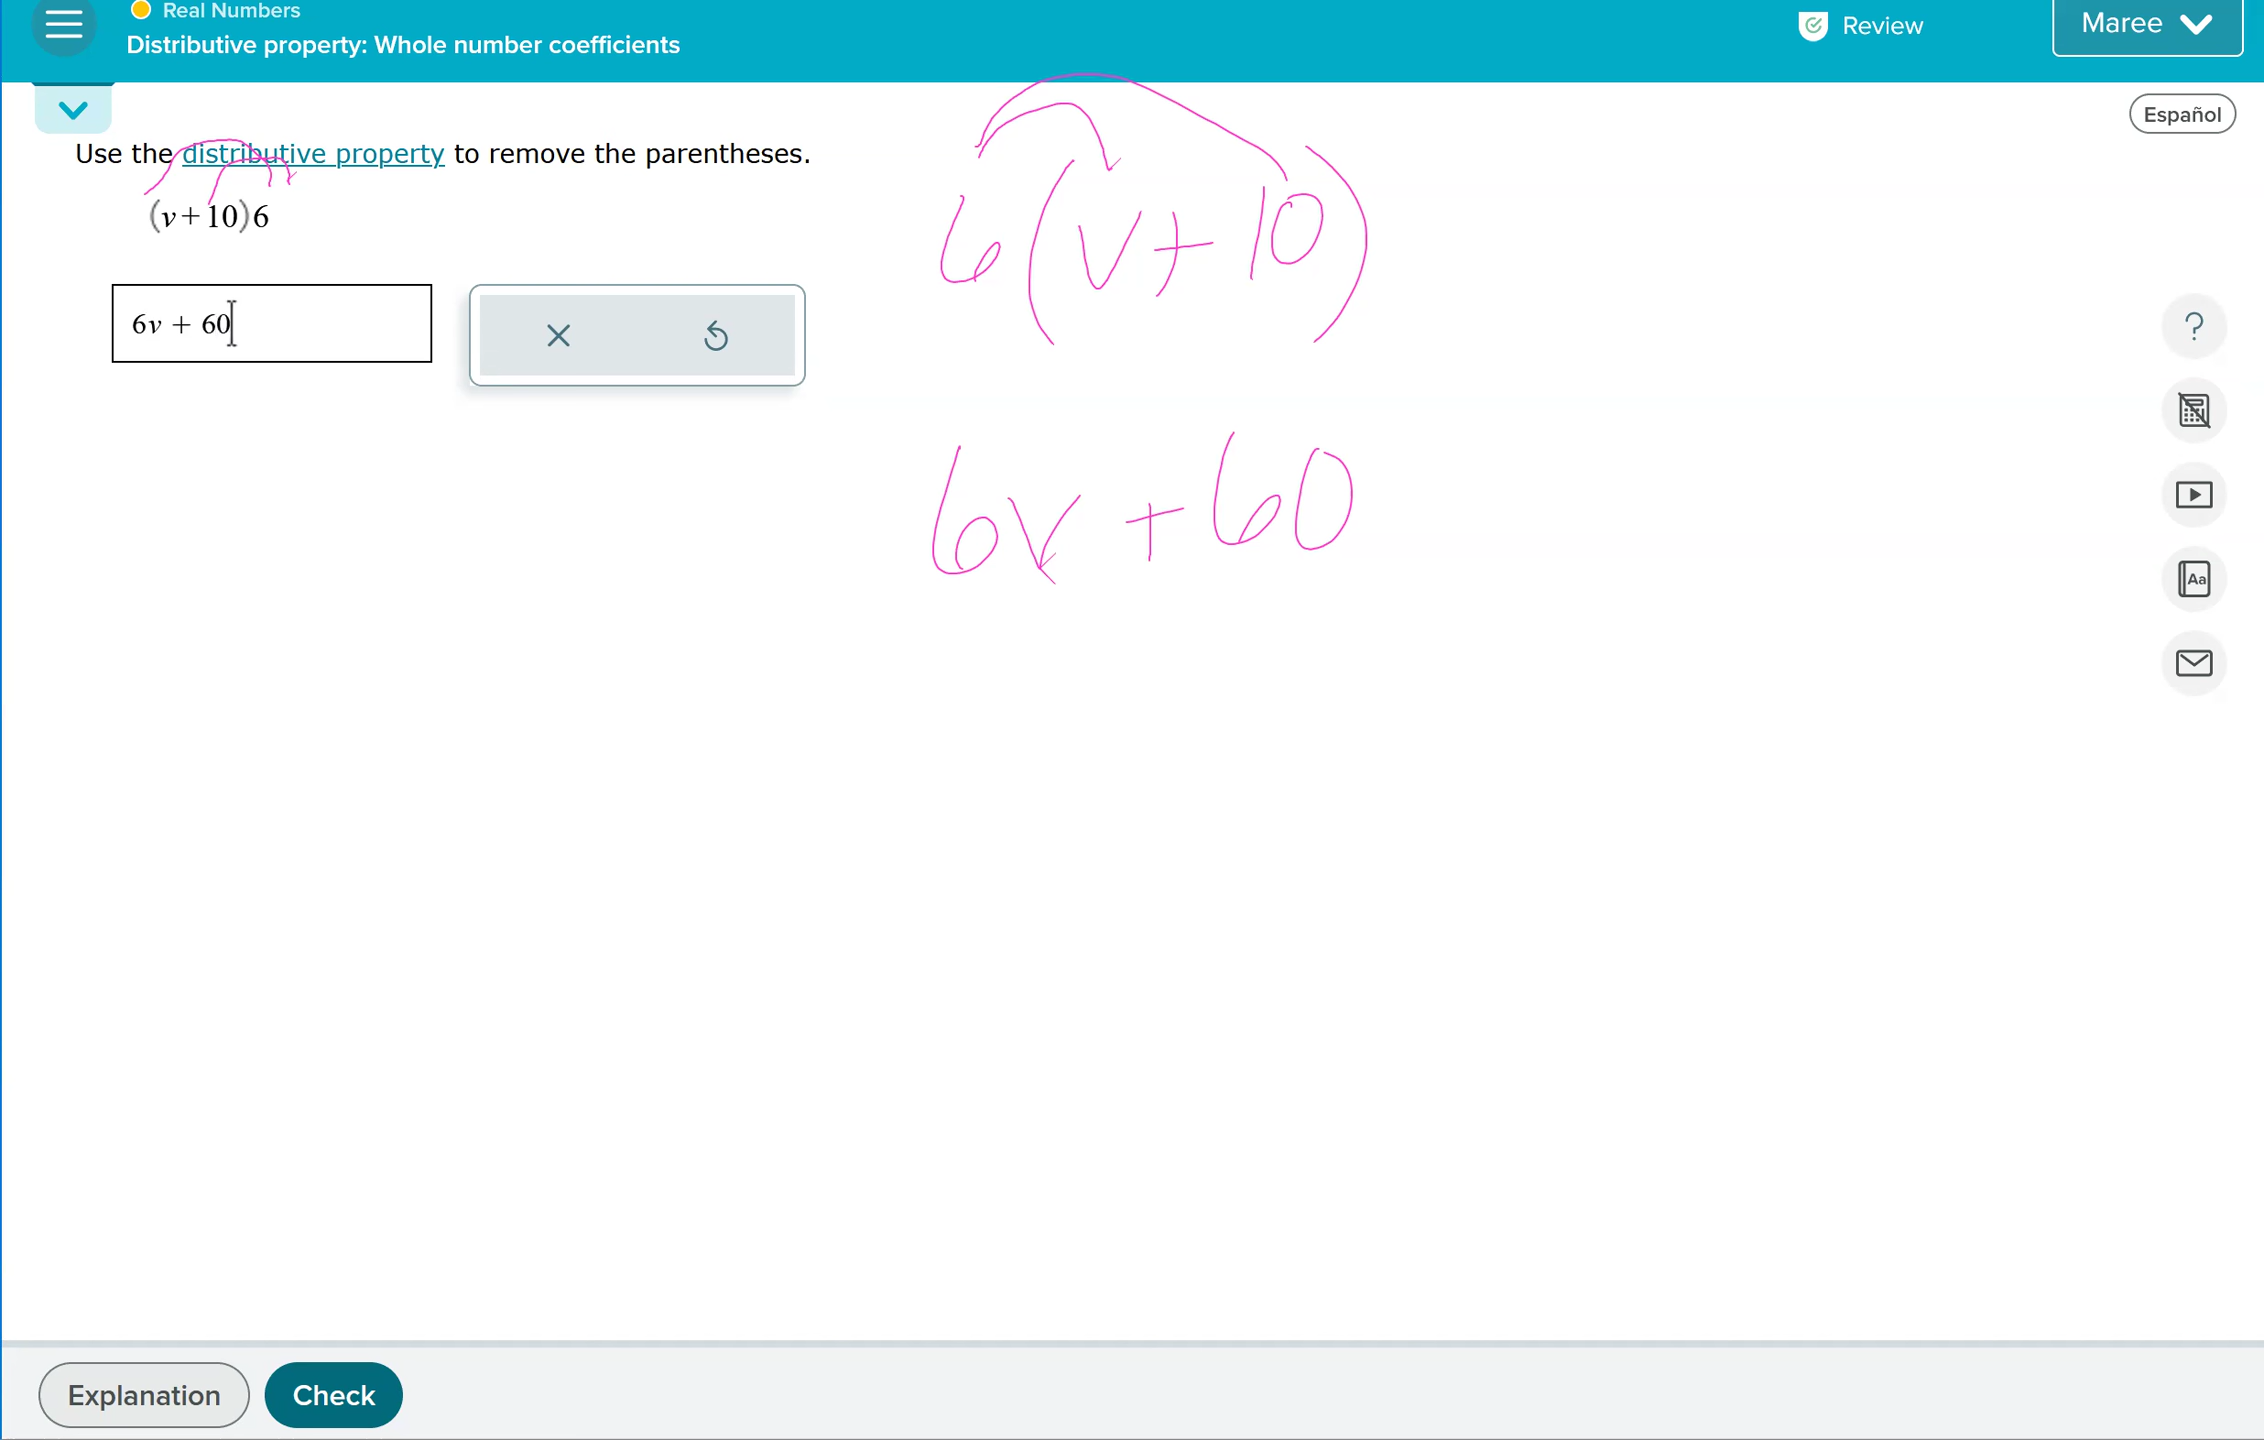 Real Numbers
Distributive property: Whole number coefficients
Review
Maree
Español
Use the distributive property to remove the parentheses.
(v+10)6
6v + 60
6(v+10)
6v + 60
?
Aa
Explanation
Check